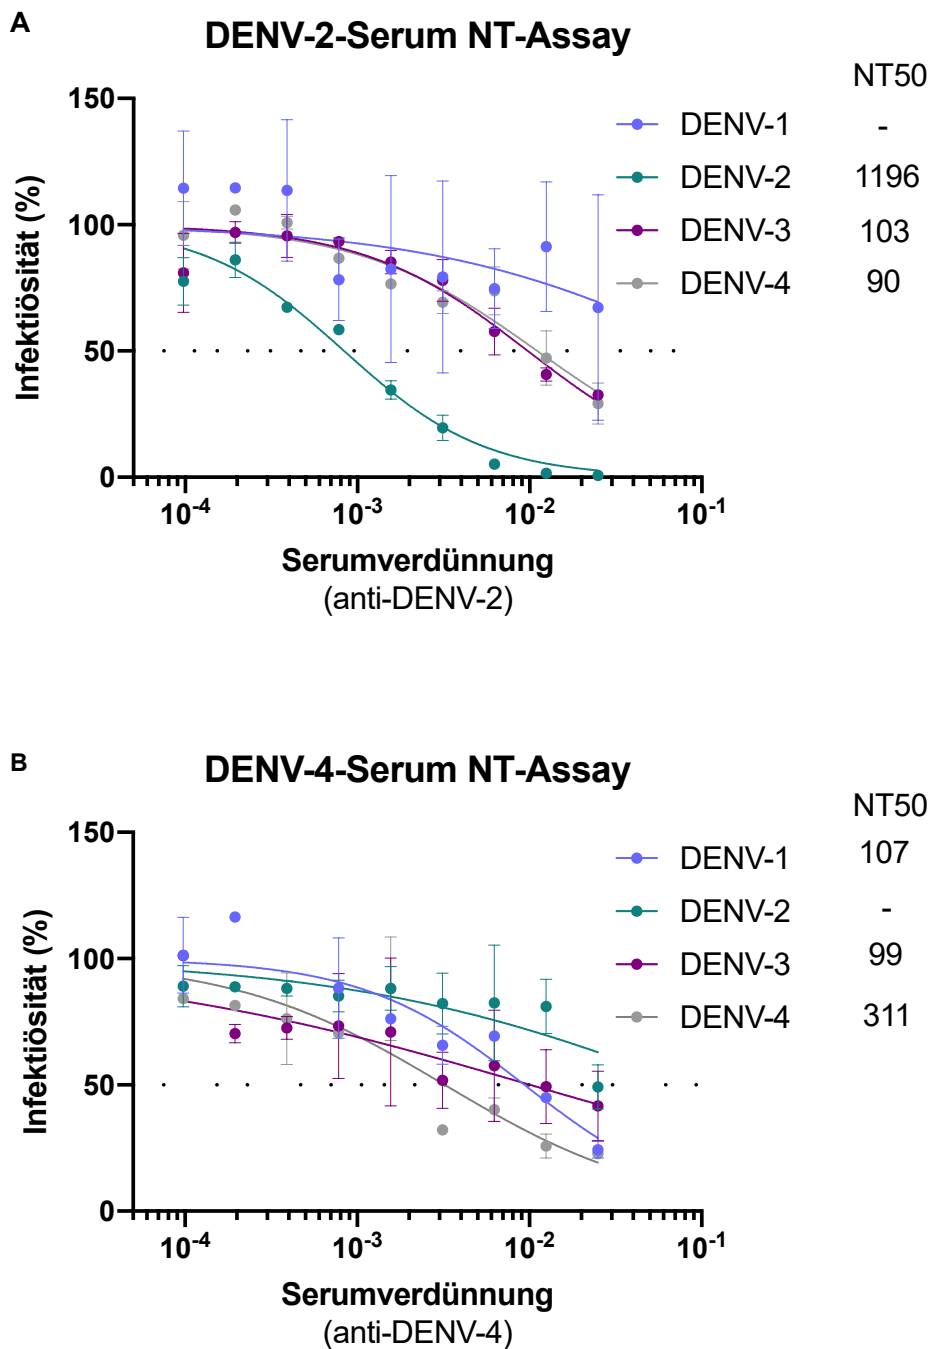 A
DENV-2-Serum NT-Assay
NT50
DENV-1 -
DENV-2 1196
DENV-3 103
DENV-4 90
Infektiösität (%)
150
100
50
0
10-4 10-3 10-2 10-1
Serumverdünnung
(anti-DENV-2)
B
DENV-4-Serum NT-Assay
NT50
DENV-1 107
DENV-2 -
DENV-3 99
DENV-4 311
Infektiösität (%)
150
100
50
0
10-4 10-3 10-2 10-1
Serumverdünnung
(anti-DENV-4)